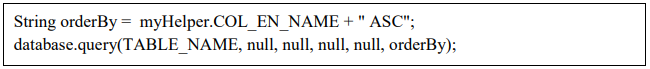 String orderBy =  myHelper.COL_EN_NAME + " ASC";
database.query(TABLE_NAME, null, null, null, null, orderBy);